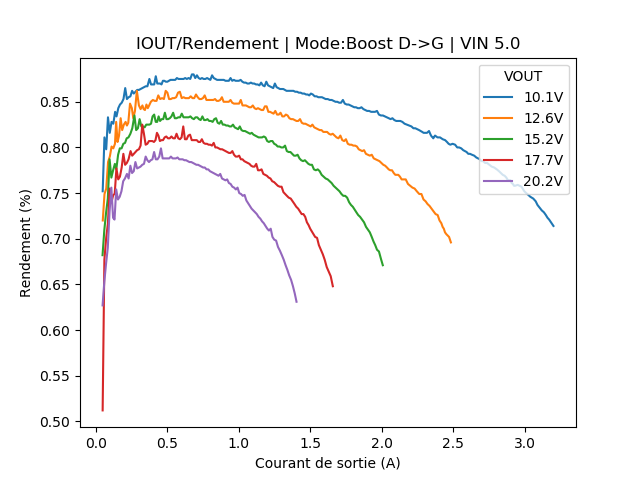 IOUT/Rendement | Mode:Boost D->G | VIN 5.0
VOUT
10.1V
12.6V
15.2V
17.7V
20.2V
Rendement (%)
0.85
0.80
0.75
0.70
0.65
0.60
0.55
0.50
0.0 0.5 1.0 1.5 2.0 2.5 3.0
Courant de sortie (A)